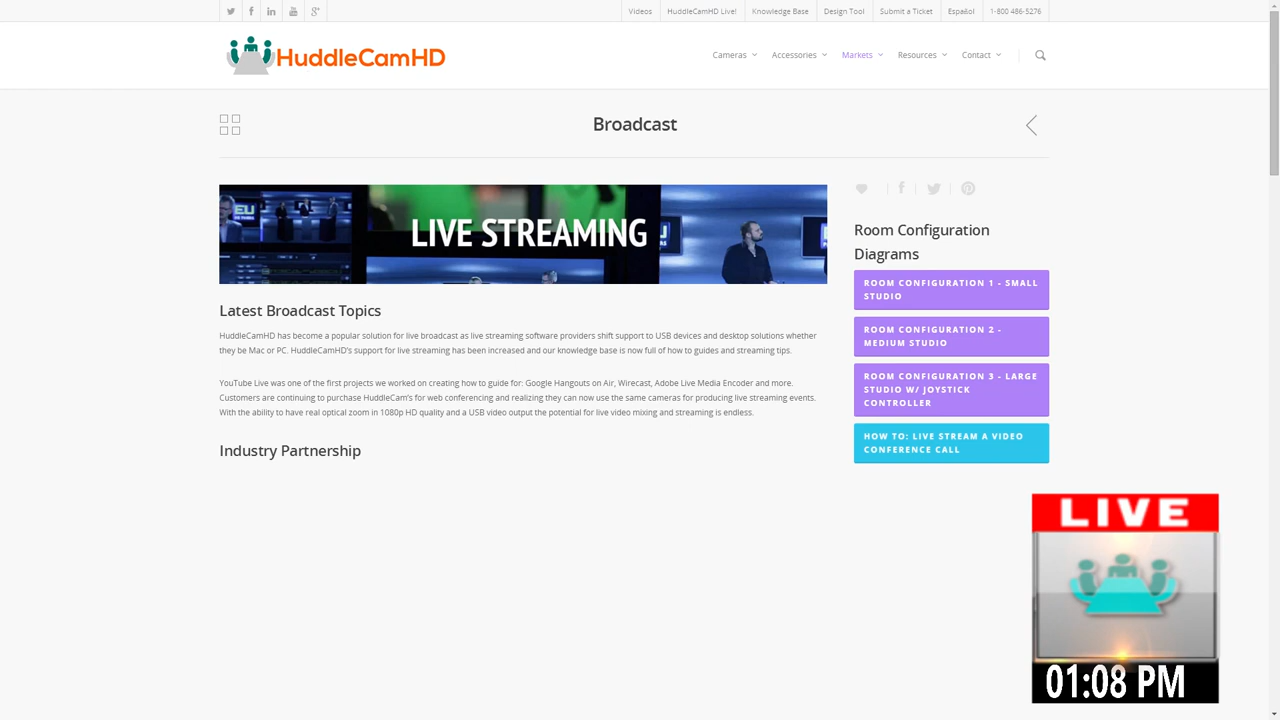 Videos HuddleCamHD Live! Knowledge Base Design Tool Submit a Ticket Español 1-800 486-5276
HuddleCamHD
Cameras Accessories Markets Resources Contact
Broadcast
EU
LIVE STREAMING
Latest Broadcast Topics
HuddleCamHD has become a popular solution for live broadcast as live streaming software providers shift support to USB devices and desktop solutions whether
they be Mac or PC. HuddleCamHD's support for live streaming has been increased and our knowledge base is now full of how to guides and streaming tips.
YouTube Live was one of the first projects we worked on creating how to guide for: Google Hangouts on Air, Wirecast, Adobe Live Media Encoder and more.
Customers are continuing to purchase HuddleCam's for web conferencing and realizing they can now use the same cameras for producing live streaming events.
With the ability to have real optical zoom in 1080p HD quality and a USB video output the potential for live video mixing and streaming is endless.
Industry Partnership
Room Configuration
Diagrams
ROOM CONFIGURATION 1 - SMALL
STUDIO
ROOM CONFIGURATION 2 -
MEDIUM STUDIO
ROOM CONFIGURATION 3 - LARGE
STUDIO W/ JOYSTICK
CONTROLLER
HOW TO: LIVE STREAM A VIDEO
CONFERENCE CALL
LIVE
01:08 PM